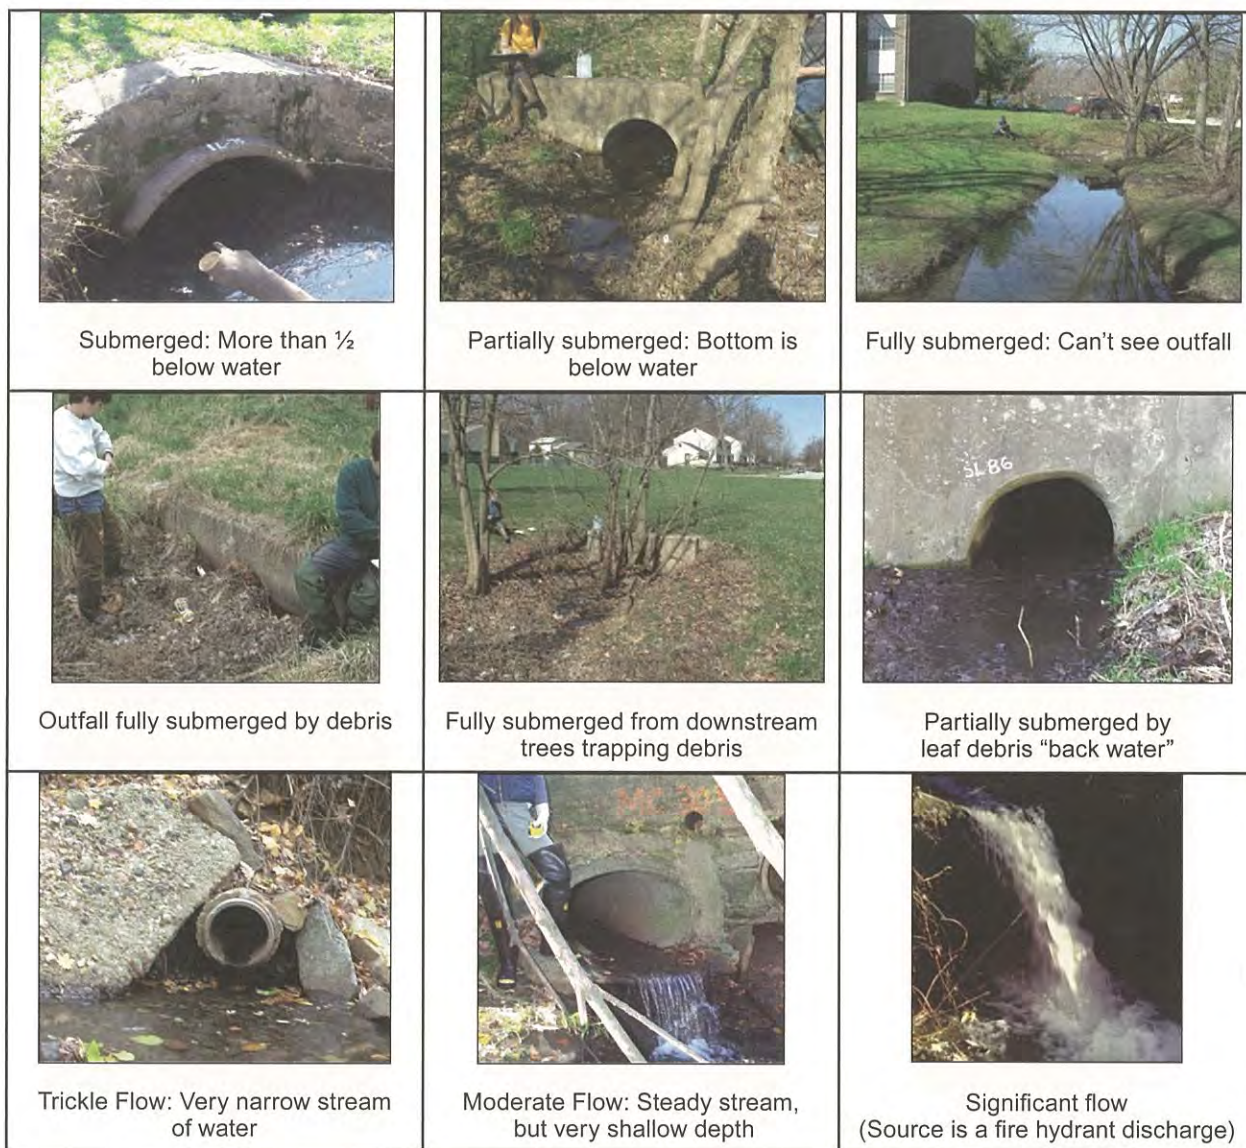 Submerged: More than ½
below water
Partially submerged: Bottom is
below water
Fully submerged: Can't see outfall
SL86
Outfall fully submerged by debris
Fully submerged from downstream
trees trapping debris
Partially submerged by
leaf debris “back water”
Trickle Flow: Very narrow stream
of water
Moderate Flow: Steady stream,
but very shallow depth
Significant flow
(Source is a fire hydrant discharge)